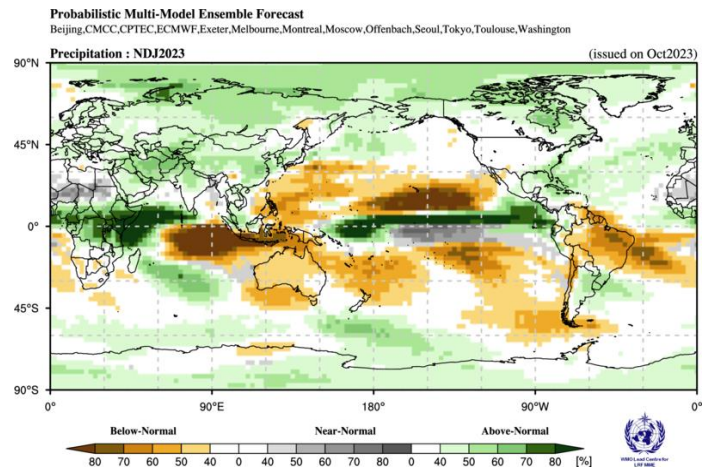 Probabilistic Multi-Model Ensemble Forecast
Beijing,CMCC,CPTEC,ECMWF,Exeter,Melbourne,Montreal,Moscow,Offenbach,Seoul,Tokyo,Toulouse,Washington
Precipitation : NDJ2023 (issued on Oct2023)
90°N
45°N
0°
45°S
90°S
0° 90°E 180° 90°W 0°
Below-Normal Near-Normal Above-Normal
80 70 60 50 40 0 40 50 60 70 0 40 50 60 70 80 [%]
WMO Lead Centre for
LRF MME